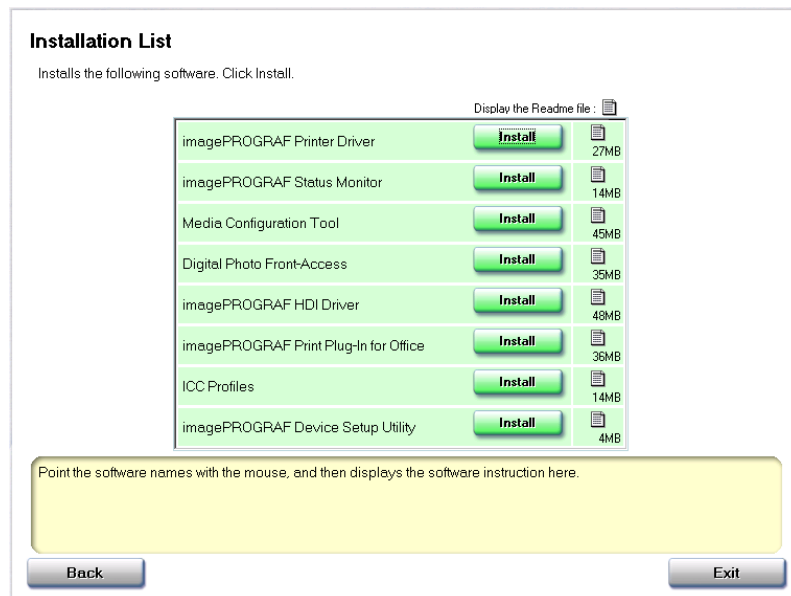 Installation List
Installs the following software. Click Install.
Display the Readme file :
imagePROGRAF Printer Driver Install 27MB
imagePROGRAF Status Monitor Install 14MB
Media Configuration Tool Install 45MB
Digital Photo Front-Access Install 35MB
imagePROGRAF HDI Driver Install 48MB
imagePROGRAF Print Plug-In for Office Install 36MB
ICC Profiles Install 14MB
imagePROGRAF Device Setup Utility Install 4MB
Point the software names with the mouse, and then displays the software instruction here.
Back Exit